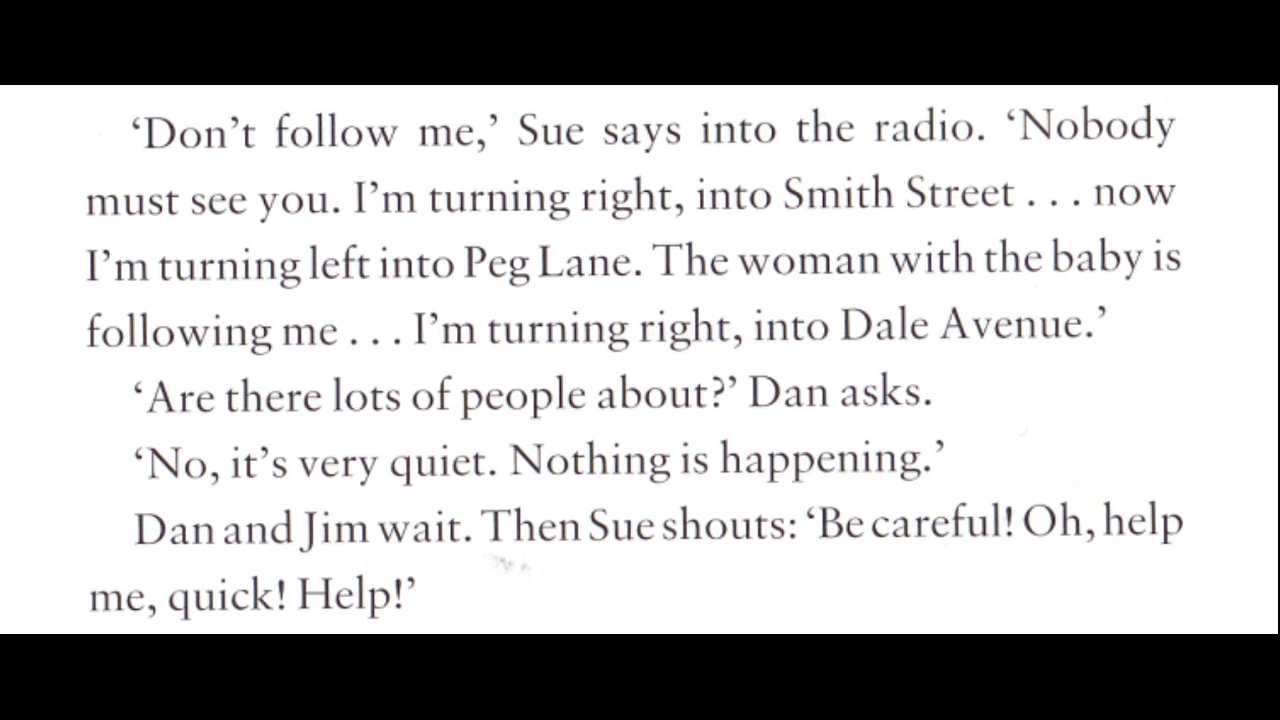 ‘Don’t follow me,’ Sue says into the radio. ‘Nobody
must see you. I’m turning right, into Smith Street . . . now
I’m turning left into Peg Lane. The woman with the baby is
following me . . . I’m turning right, into Dale Avenue.’
‘Are there lots of people about?’ Dan asks.
‘No, it’s very quiet. Nothing is happening.’
Dan and Jim wait. Then Sue shouts: ‘Be careful! Oh, help
me, quick! Help!’